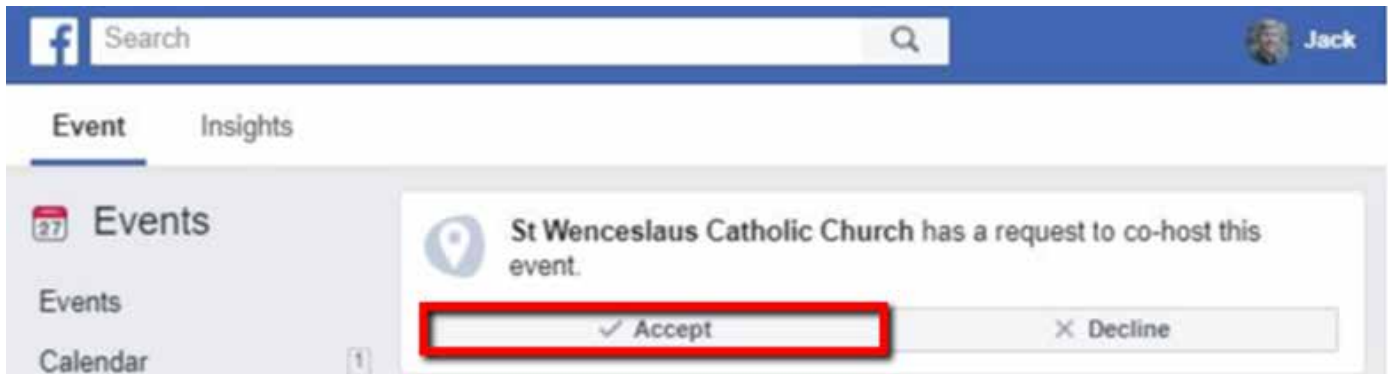 f Search Jack
Event Insights
27 Events
St Wenceslaus Catholic Church has a request to co-host this
event.
Events
✓ Accept × Decline
Calendar 1